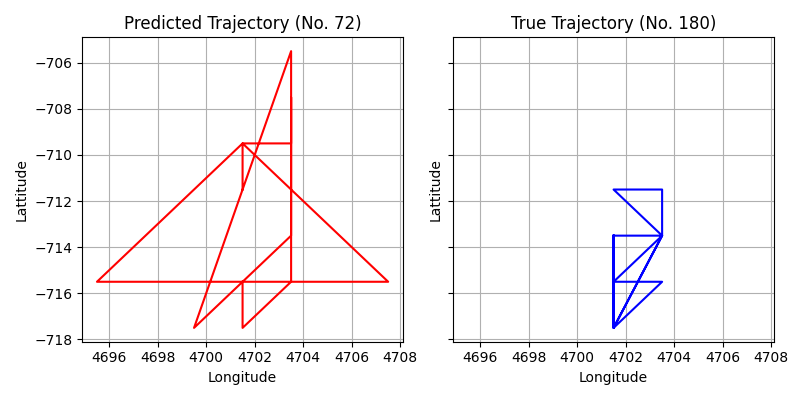 Predicted Trajectory (No. 72)
True Trajectory (No. 180)
Lattitude
−706
−708
−710
−712
−714
−716
−718
4696 4698 4700 4702 4704 4706 4708
Longitude
Lattitude
4696 4698 4700 4702 4704 4706 4708
Longitude